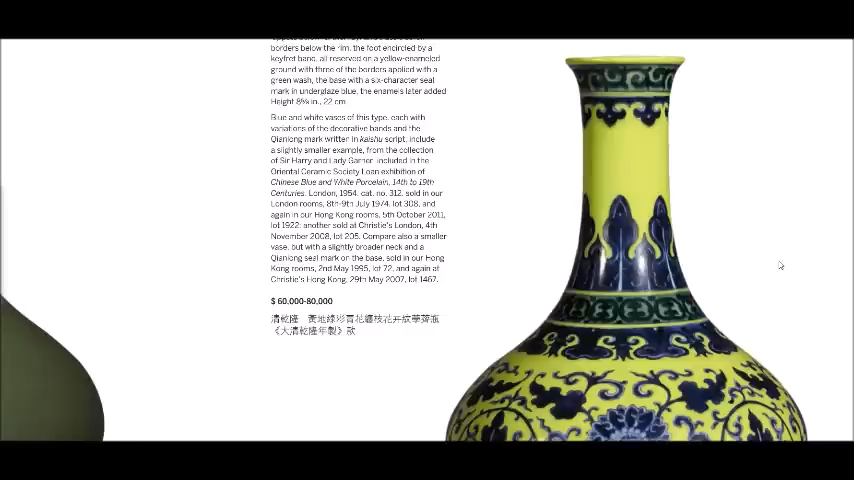 borders below the rim, the foot encircled by a
keyfret band, all reserved on a yellow-enameled
ground with three of the borders applied with a
green wash, the base with a six-character seal
mark in underglaze blue, the enamels later added
Height 8⅝ in., 22 cm
Blue and white vases of this type, each with
variations of the decorative bands and the
Qianlong mark written in kaishu script, include
a slightly smaller example, from the collection
of Sir Harry and Lady Garner, included in the
Oriental Ceramic Society Loan exhibition of
Chinese Blue and White Porcelain, 14th to 19th
Centuries, London, 1954, cat. no. 312, sold in our
London rooms, 8th-9th July 1974, lot 308, and
again in our Hong Kong rooms, 5th October 2011,
lot 1922; another sold at Christie's London, 4th
November 2008, lot 205. Compare also a smaller
vase, but with a slightly broader neck and a
Qianlong seal mark on the base, sold in our Hong
Kong rooms, 2nd May 1995, lot 72, and again at
Christie's Hong Kong, 29th May 2007, lot 1467.
$ 60,000-80,000
清乾隆 黃地綠彩青花纏枝花卉紋荸薺瓶
《大清乾隆年製》款